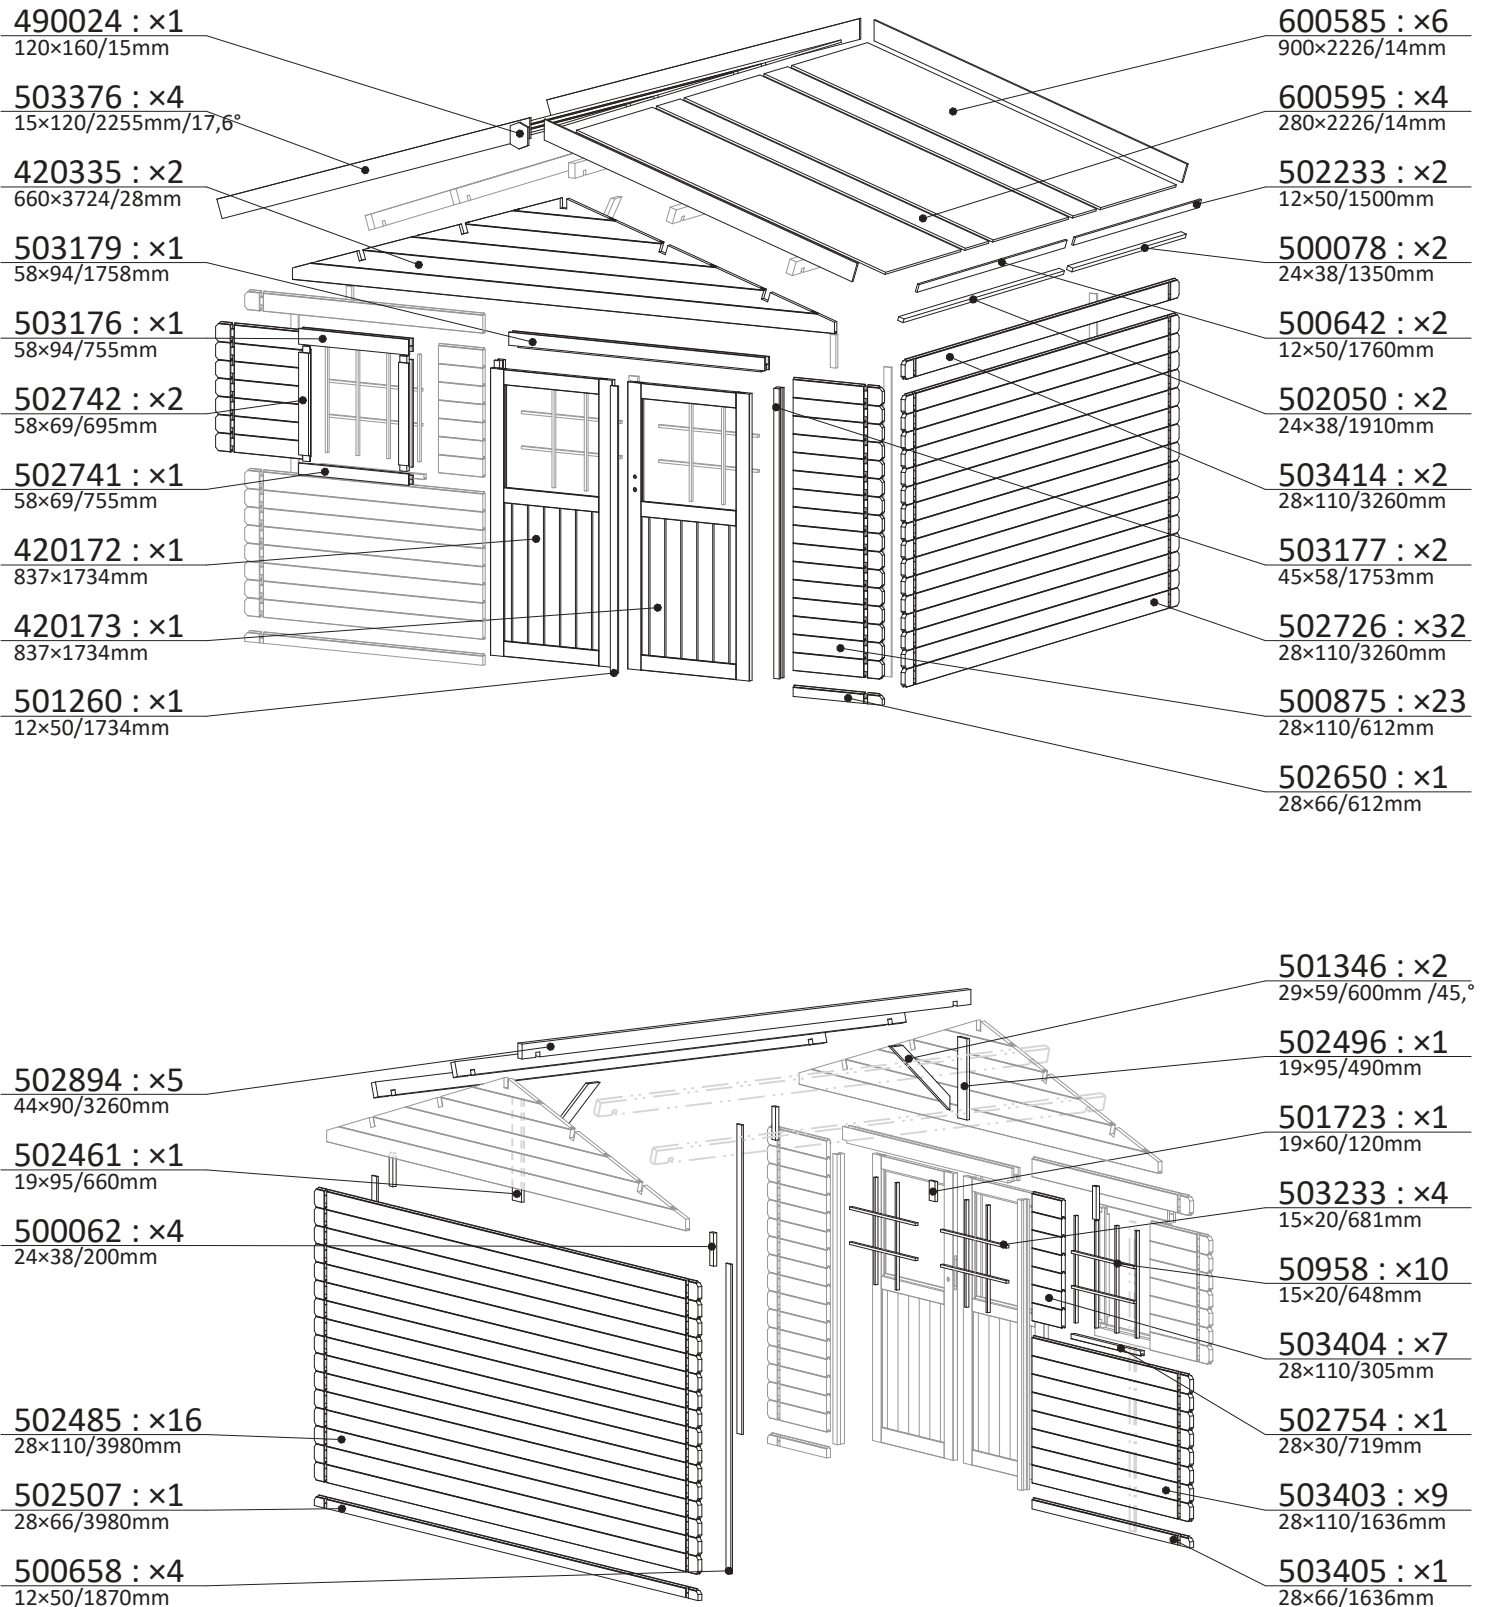 490024 : ×1
120×160/15mm
503376 : ×4
15×120/2255mm/17,6°
420335 : ×2
660×3724/28mm
503179 : ×1
58×94/1758mm
503176 : ×1
58×94/755mm
502742 : ×2
58×69/695mm
502741 : ×1
58×69/755mm
420172 : ×1
837×1734mm
420173 : ×1
837×1734mm
501260 : ×1
12×50/1734mm
600585 : ×6
900×2226/14mm
600595 : ×4
280×2226/14mm
502233 : ×2
12×50/1500mm
500078 : ×2
24×38/1350mm
500642 : ×2
12×50/1760mm
502050 : ×2
24×38/1910mm
503414 : ×2
28×110/3260mm
503177 : ×2
45×58/1753mm
502726 : ×32
28×110/3260mm
500875 : ×23
28×110/612mm
502650 : ×1
28×66/612mm
502894 : ×5
44×90/3260mm
502461 : ×1
19×95/660mm
500062 : ×4
24×38/200mm
502485 : ×16
28×110/3980mm
502507 : ×1
28×66/3980mm
500658 : ×4
12×50/1870mm
501346 : ×2
29×59/600mm /45,°
502496 : ×1
19×95/490mm
501723 : ×1
19×60/120mm
503233 : ×4
15×20/681mm
50958 : ×10
15×20/648mm
503404 : ×7
28×110/305mm
502754 : ×1
28×30/719mm
503403 : ×9
28×110/1636mm
503405 : ×1
28×66/1636mm